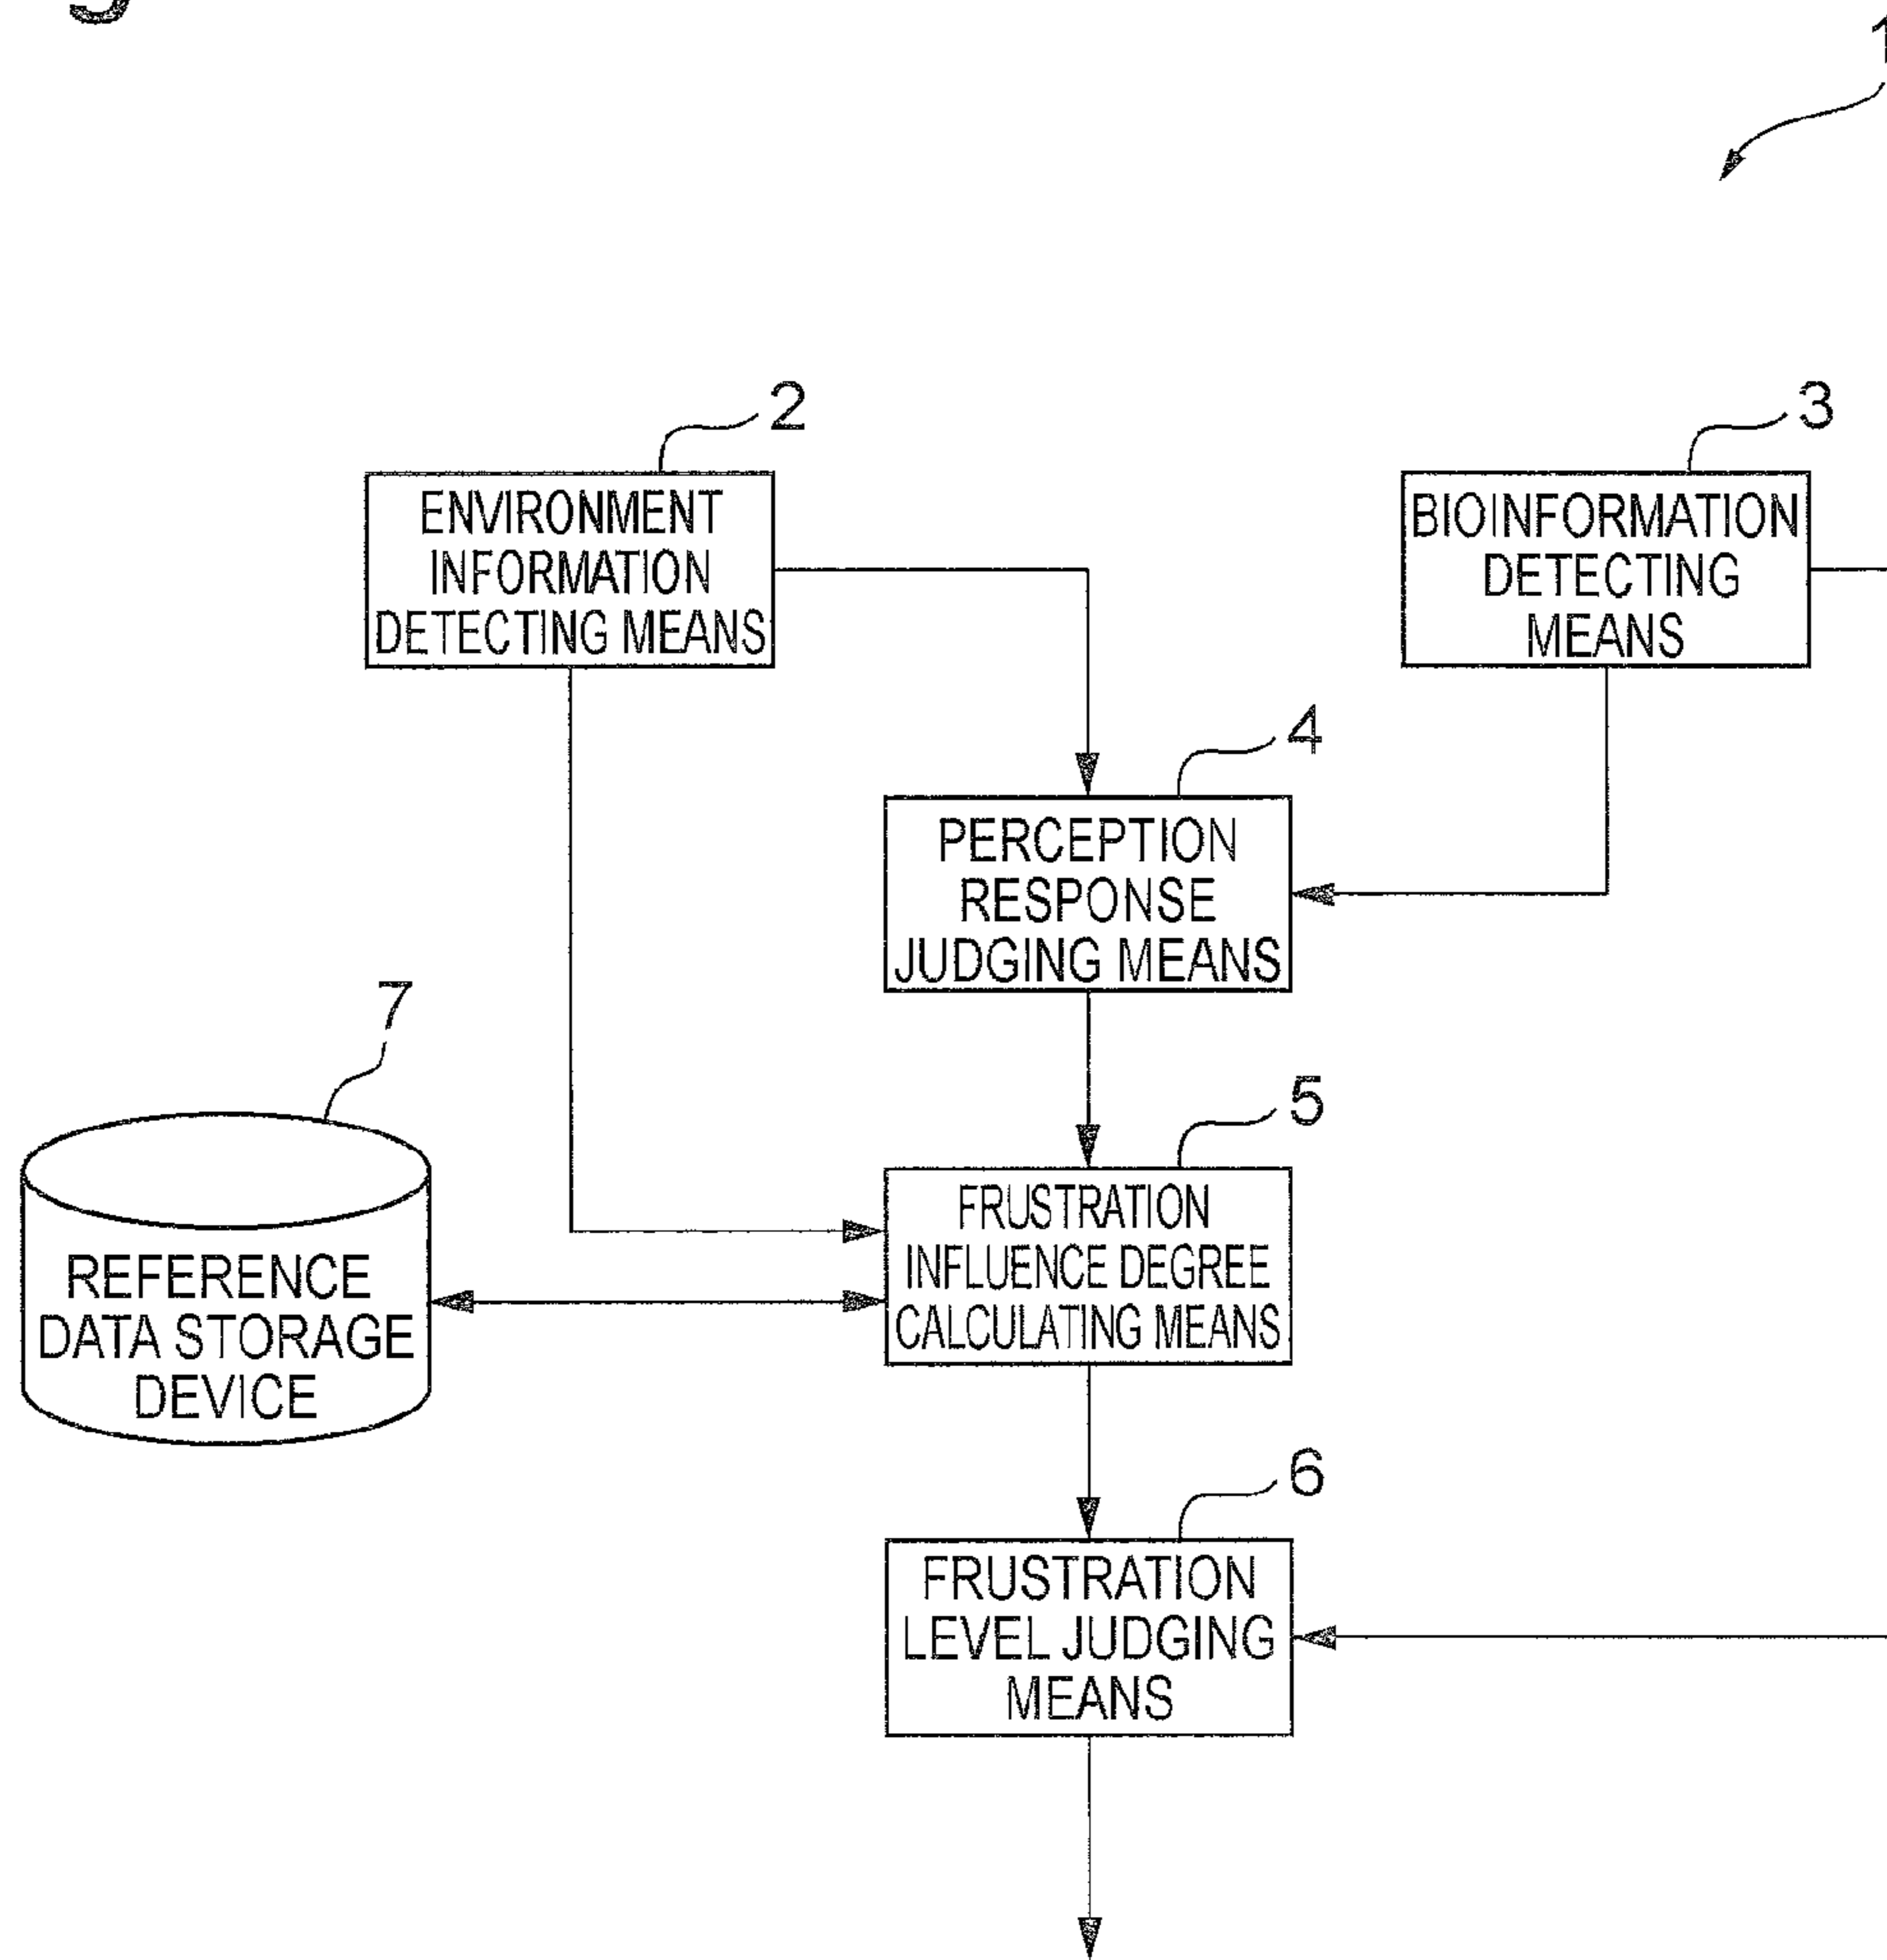 1
2
3
ENVIRONMENT
INFORMATION
DETECTING MEANS
BIOINFORMATION
DETECTING
MEANS
4
PERCEPTION
RESPONSE
JUDGING MEANS
7
5
REFERENCE
DATA STORAGE
DEVICE
FRUSTRATION
INFLUENCE DEGREE
CALCULATING MEANS
6
FRUSTRATION
LEVEL JUDGING
MEANS